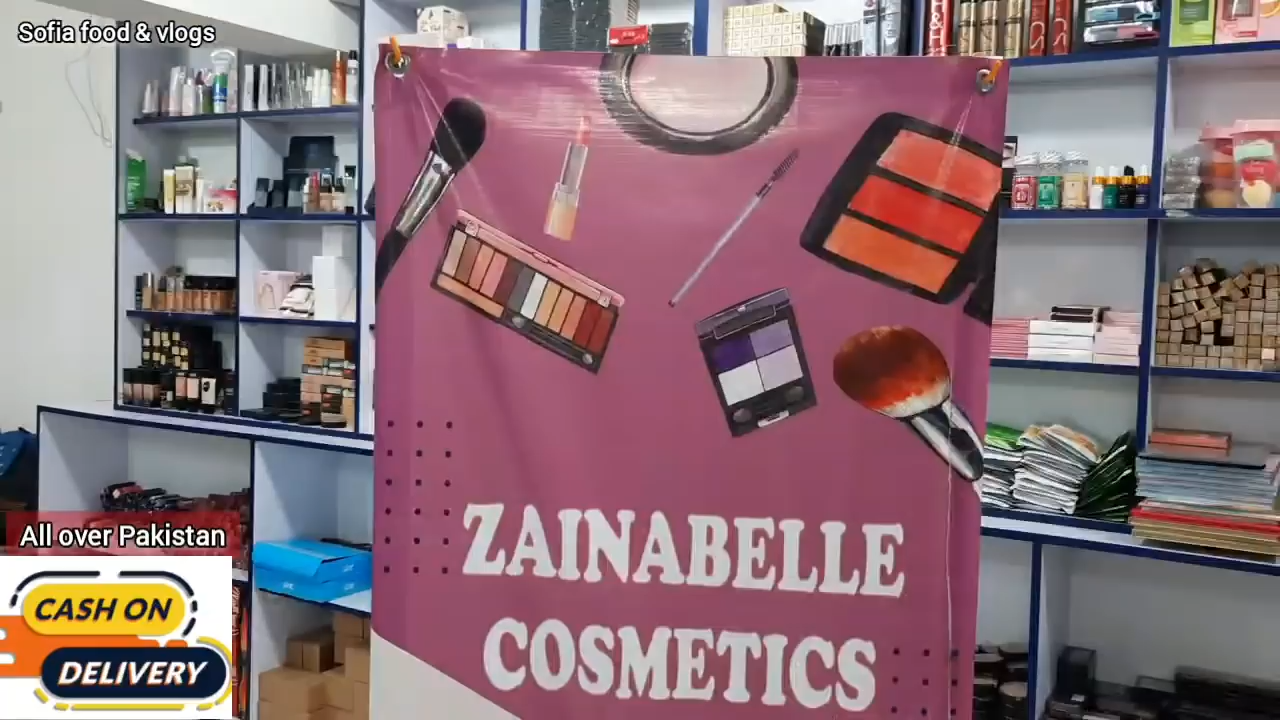 Sofia food & vlogs
ZAINABELLE
COSMETICS
All over Pakistan
CASH ON
DELIVERY